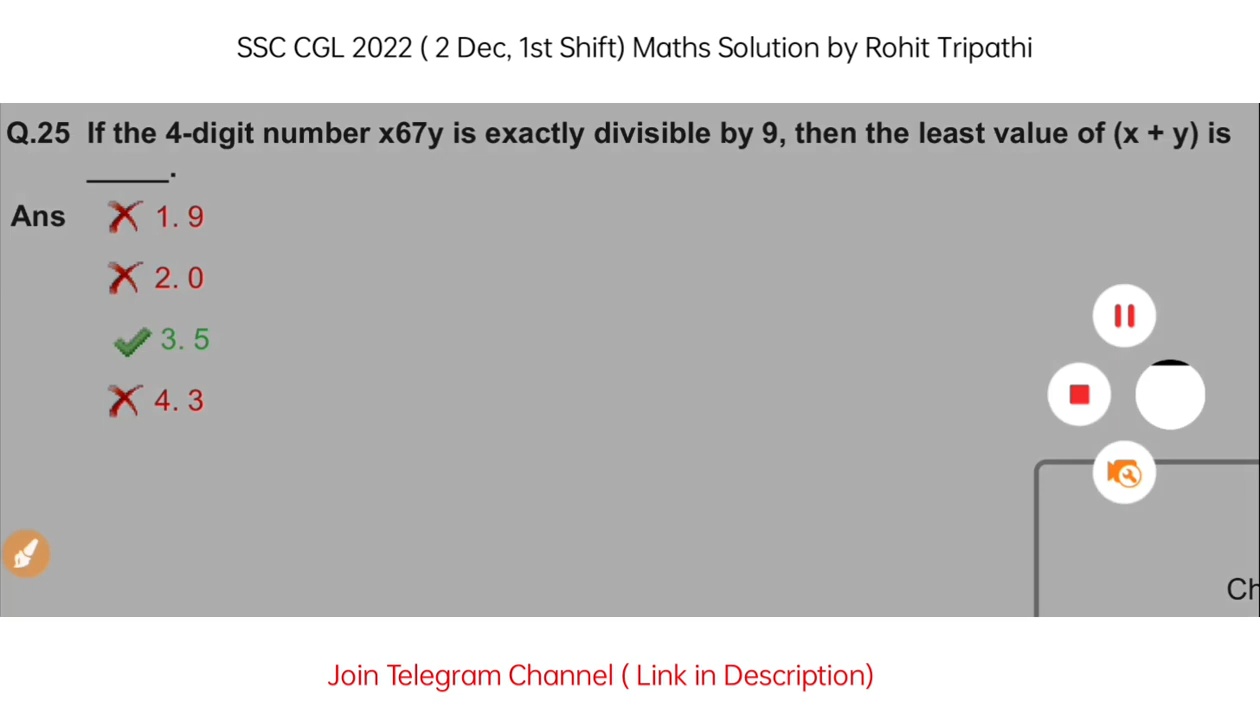 SSC CGL 2022 ( 2 Dec, 1st Shift) Maths Solution by Rohit Tripathi
Q.25 If the 4-digit number x67y is exactly divisible by 9, then the least value of (x + y) is
______.
Ans 1. 9
2. 0
3. 5
4. 3
Ch
Join Telegram Channel ( Link in Description)